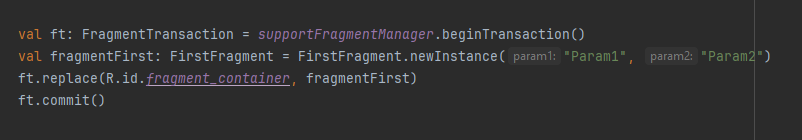 val ft: FragmentTransaction = supportFragmentManager.beginTransaction()
val fragmentFirst: FirstFragment = FirstFragment.newInstance( param1: "Param1", param2: "Param2")
ft.replace(R.id.fragment_container, fragmentFirst)
ft.commit()